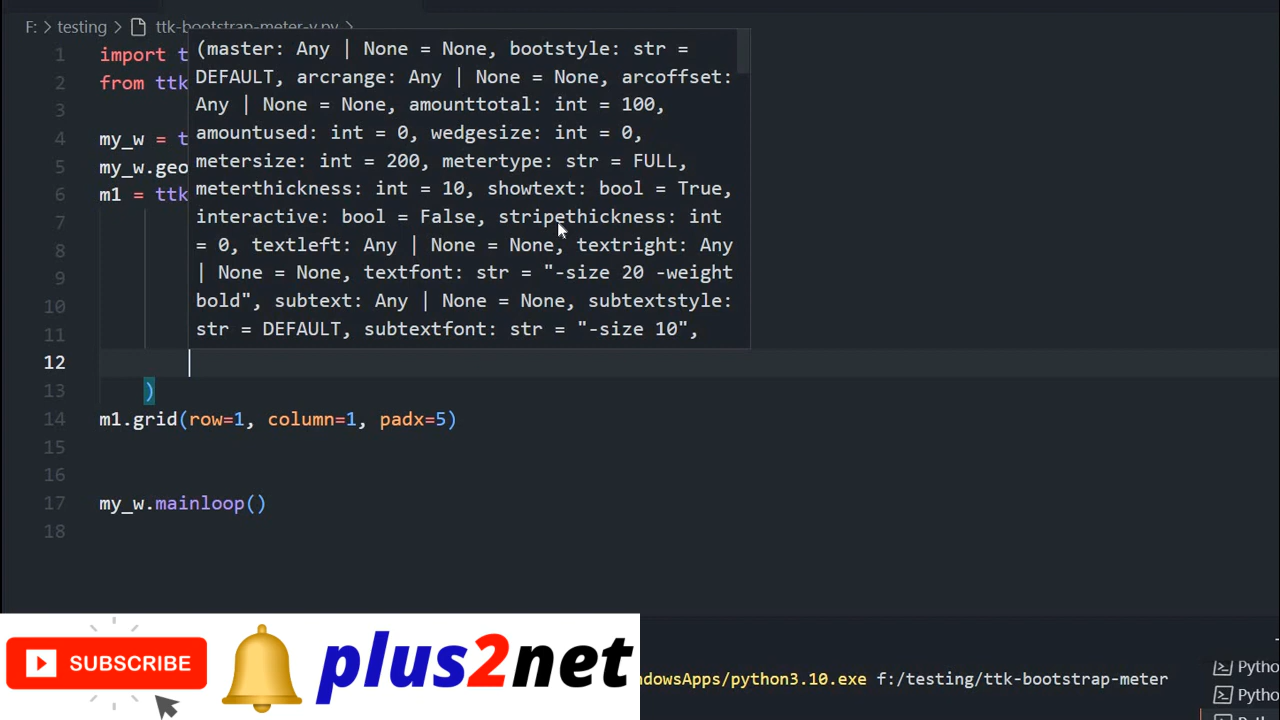 F: > testing > ttk-bootstrap-meter-v.py >
1 import t
2 from ttk
3
4 my_w = t
5 my_w.geo
6 m1 = ttk
7
8
9
10
11
12
13 )
14 m1.grid(row=1, column=1, padx=5)
15
16
17 my_w.mainloop()
18
(master: Any | None = None, bootstyle: str =
DEFAULT, arcrange: Any | None = None, arcoffset:
Any | None = None, amounttotal: int = 100,
amountused: int = 0, wedgesize: int = 0,
metersize: int = 200, metertype: str = FULL,
meterthickness: int = 10, showtext: bool = True,
interactive: bool = False, stripethickness: int
= 0, textleft: Any | None = None, textright: Any
| None = None, textfont: str = "-size 20 -weight
bold", subtext: Any | None = None, subtextstyle:
str = DEFAULT, subtextfont: str = "-size 10",
SUBSCRIBE
plus2net
ndowsApps/python3.10.exe f:/testing/ttk-bootstrap-meter
Pytho
Pytho